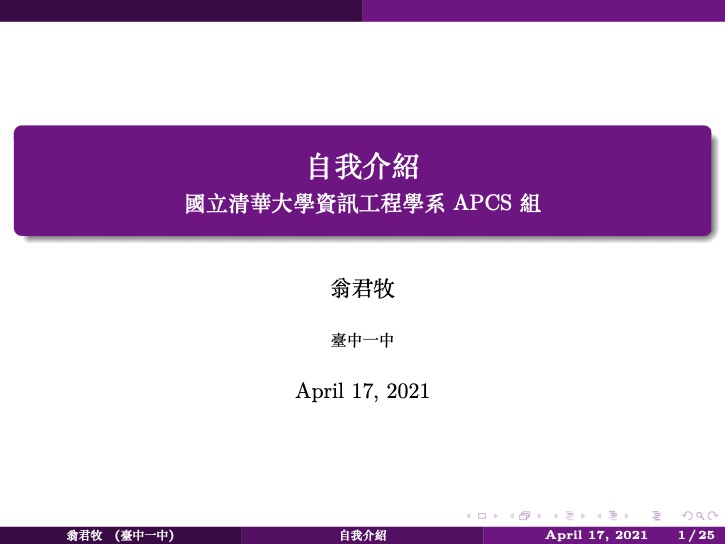 自我介紹
國立清華大學資訊工程學系 APCS 組
翁君牧
臺中一中
April 17, 2021
翁君牧 (臺中一中) 自我介紹 April 17, 2021 1 / 25